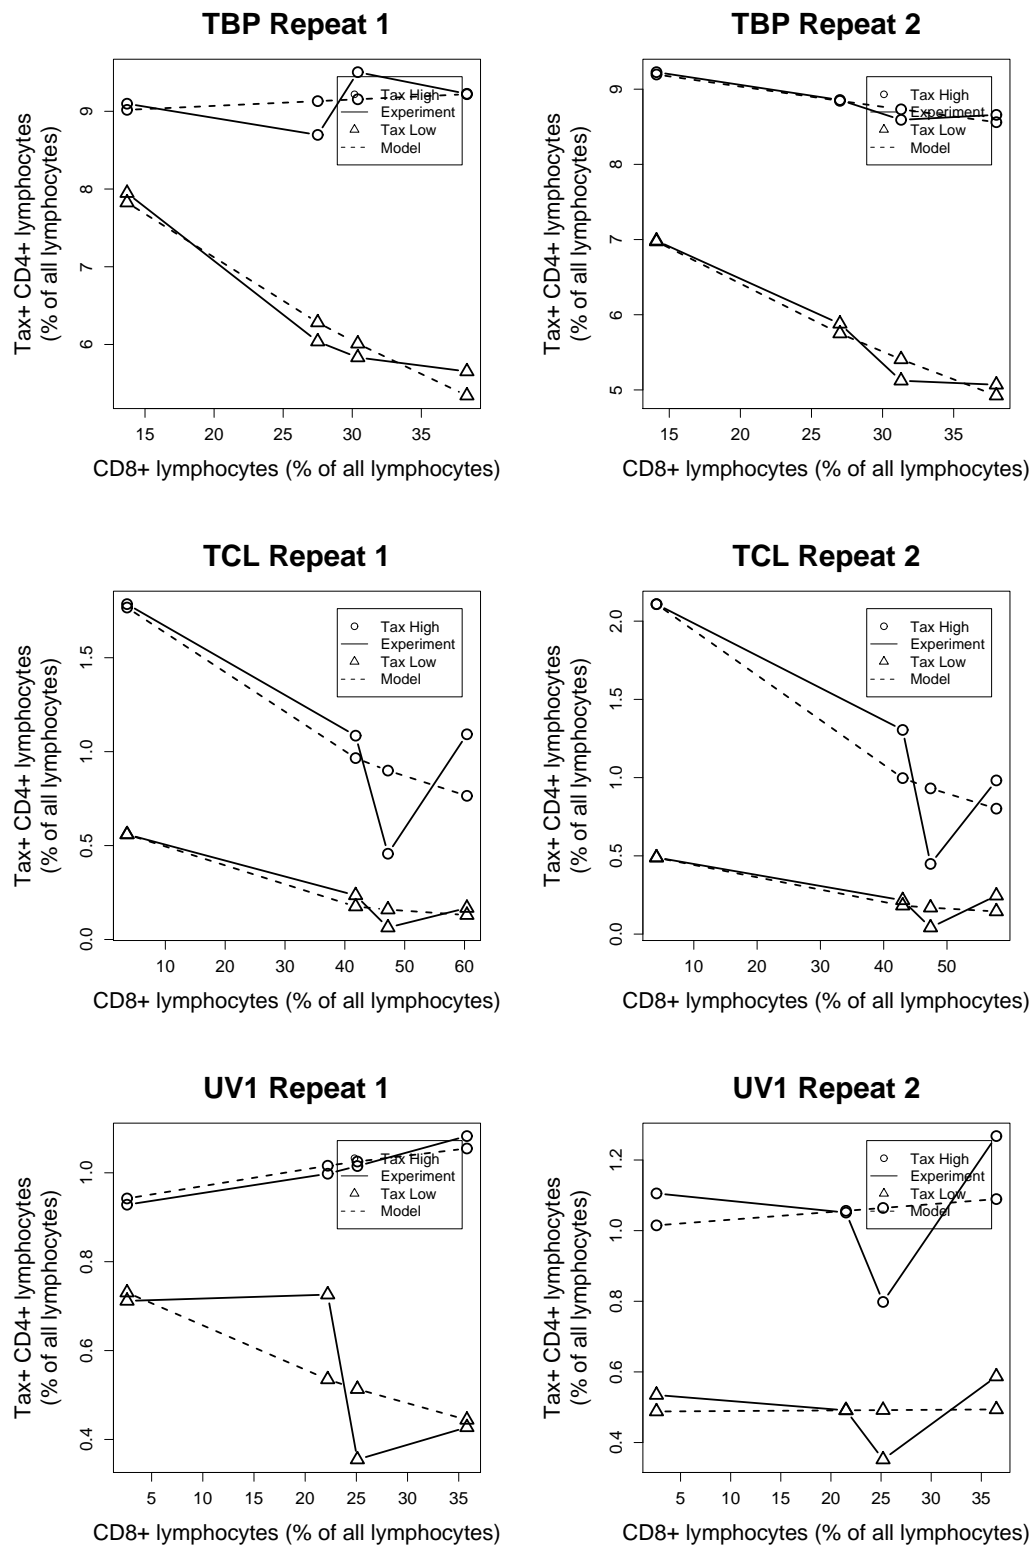 TBP Repeat 1
Tax+ CD4+ lymphocytes
(% of all lymphocytes)
9
8
7
6
Tax High
Experiment
Tax Low
Model
15 20 25 30 35
CD8+ lymphocytes (% of all lymphocytes)
TBP Repeat 2
Tax+ CD4+ lymphocytes
(% of all lymphocytes)
9
8
7
6
5
Tax High
Experiment
Tax Low
Model
15 20 25 30 35
CD8+ lymphocytes (% of all lymphocytes)
TCL Repeat 1
Tax+ CD4+ lymphocytes
(% of all lymphocytes)
1.5
1.0
0.5
0.0
Tax High
Experiment
Tax Low
Model
10 20 30 40 50 60
CD8+ lymphocytes (% of all lymphocytes)
TCL Repeat 2
Tax+ CD4+ lymphocytes
(% of all lymphocytes)
2.0
1.5
1.0
0.5
0.0
Tax High
Experiment
Tax Low
Model
10 20 30 40 50
CD8+ lymphocytes (% of all lymphocytes)
UV1 Repeat 1
Tax+ CD4+ lymphocytes
(% of all lymphocytes)
1.0
0.8
0.6
0.4
Tax High
Experiment
Tax Low
Model
5 10 15 20 25 30 35
CD8+ lymphocytes (% of all lymphocytes)
UV1 Repeat 2
Tax+ CD4+ lymphocytes
(% of all lymphocytes)
1.2
1.0
0.8
0.6
0.4
Tax High
Experiment
Tax Low
Model
5 10 15 20 25 30 35
CD8+ lymphocytes (% of all lymphocytes)